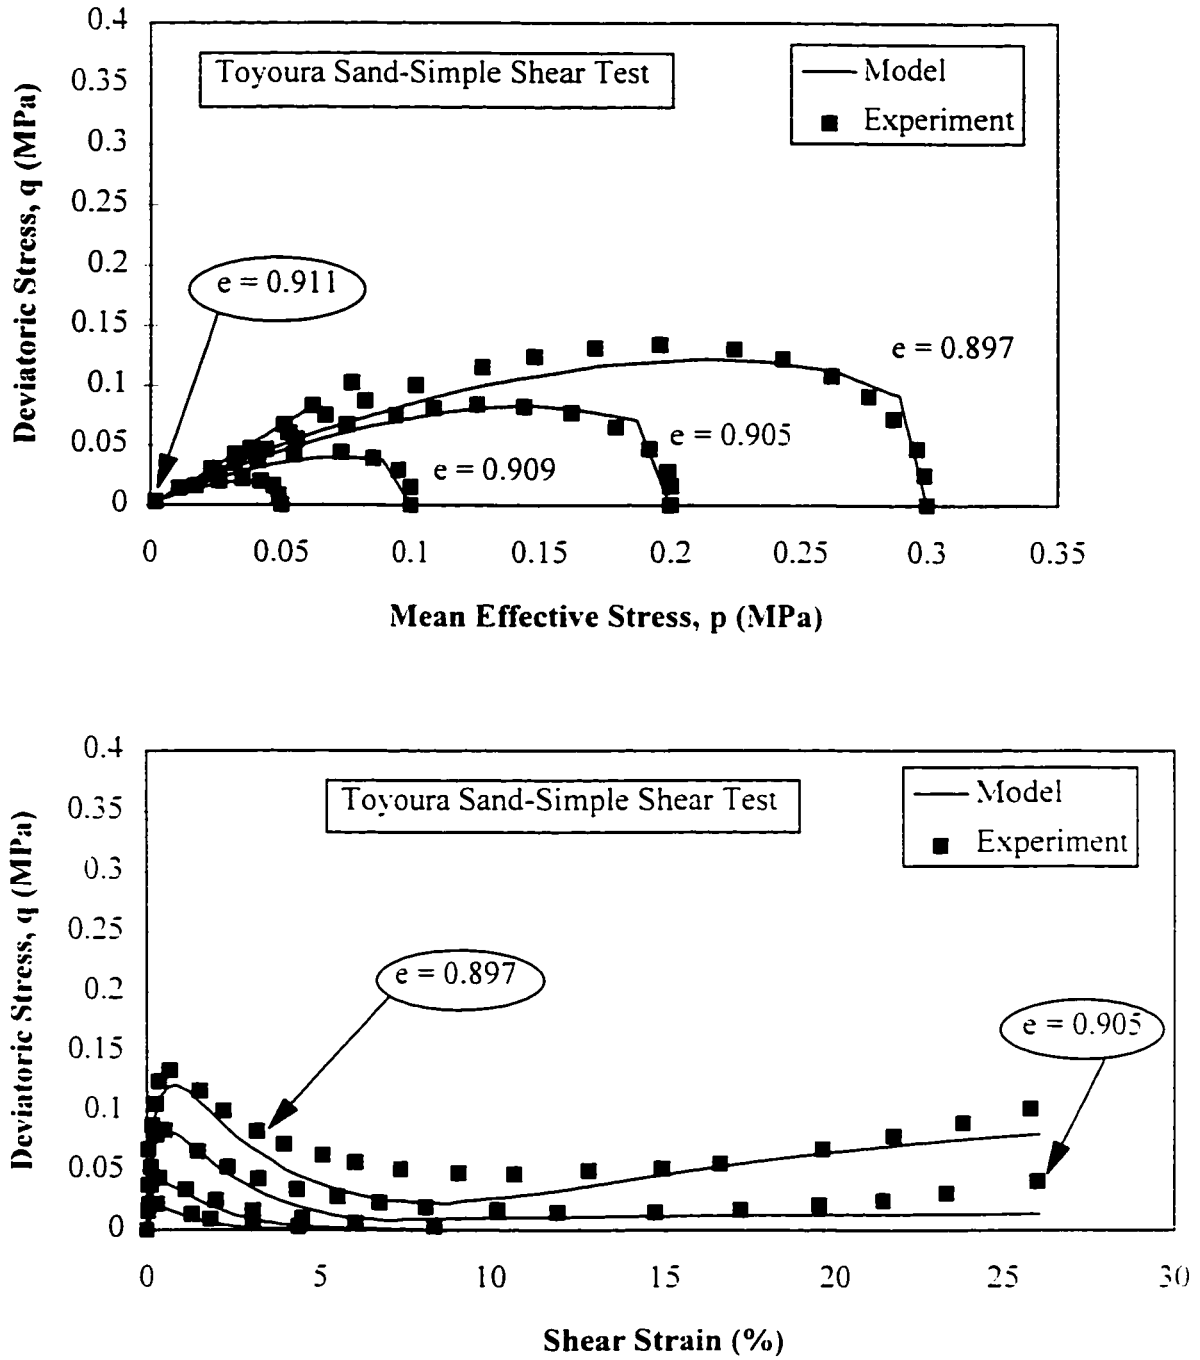 0.4
0.35
0.3
0.25
0.2
0.15
0.1
0.05
0
Deviatoric Stress, q (MPa)
Toyoura Sand-Simple Shear Test
Model
Experiment
e = 0.911
e = 0.897
e = 0.905
e = 0.909
0 0.05 0.1 0.15 0.2 0.25 0.3 0.35
Mean Effective Stress, p (MPa)
0.4
0.35
0.3
0.25
0.2
0.15
0.1
0.05
0
Deviatoric Stress, q (MPa)
Toyoura Sand-Simple Shear Test
Model
Experiment
e = 0.897
e = 0.905
0 5 10 15 20 25 30
Shear Strain (%)